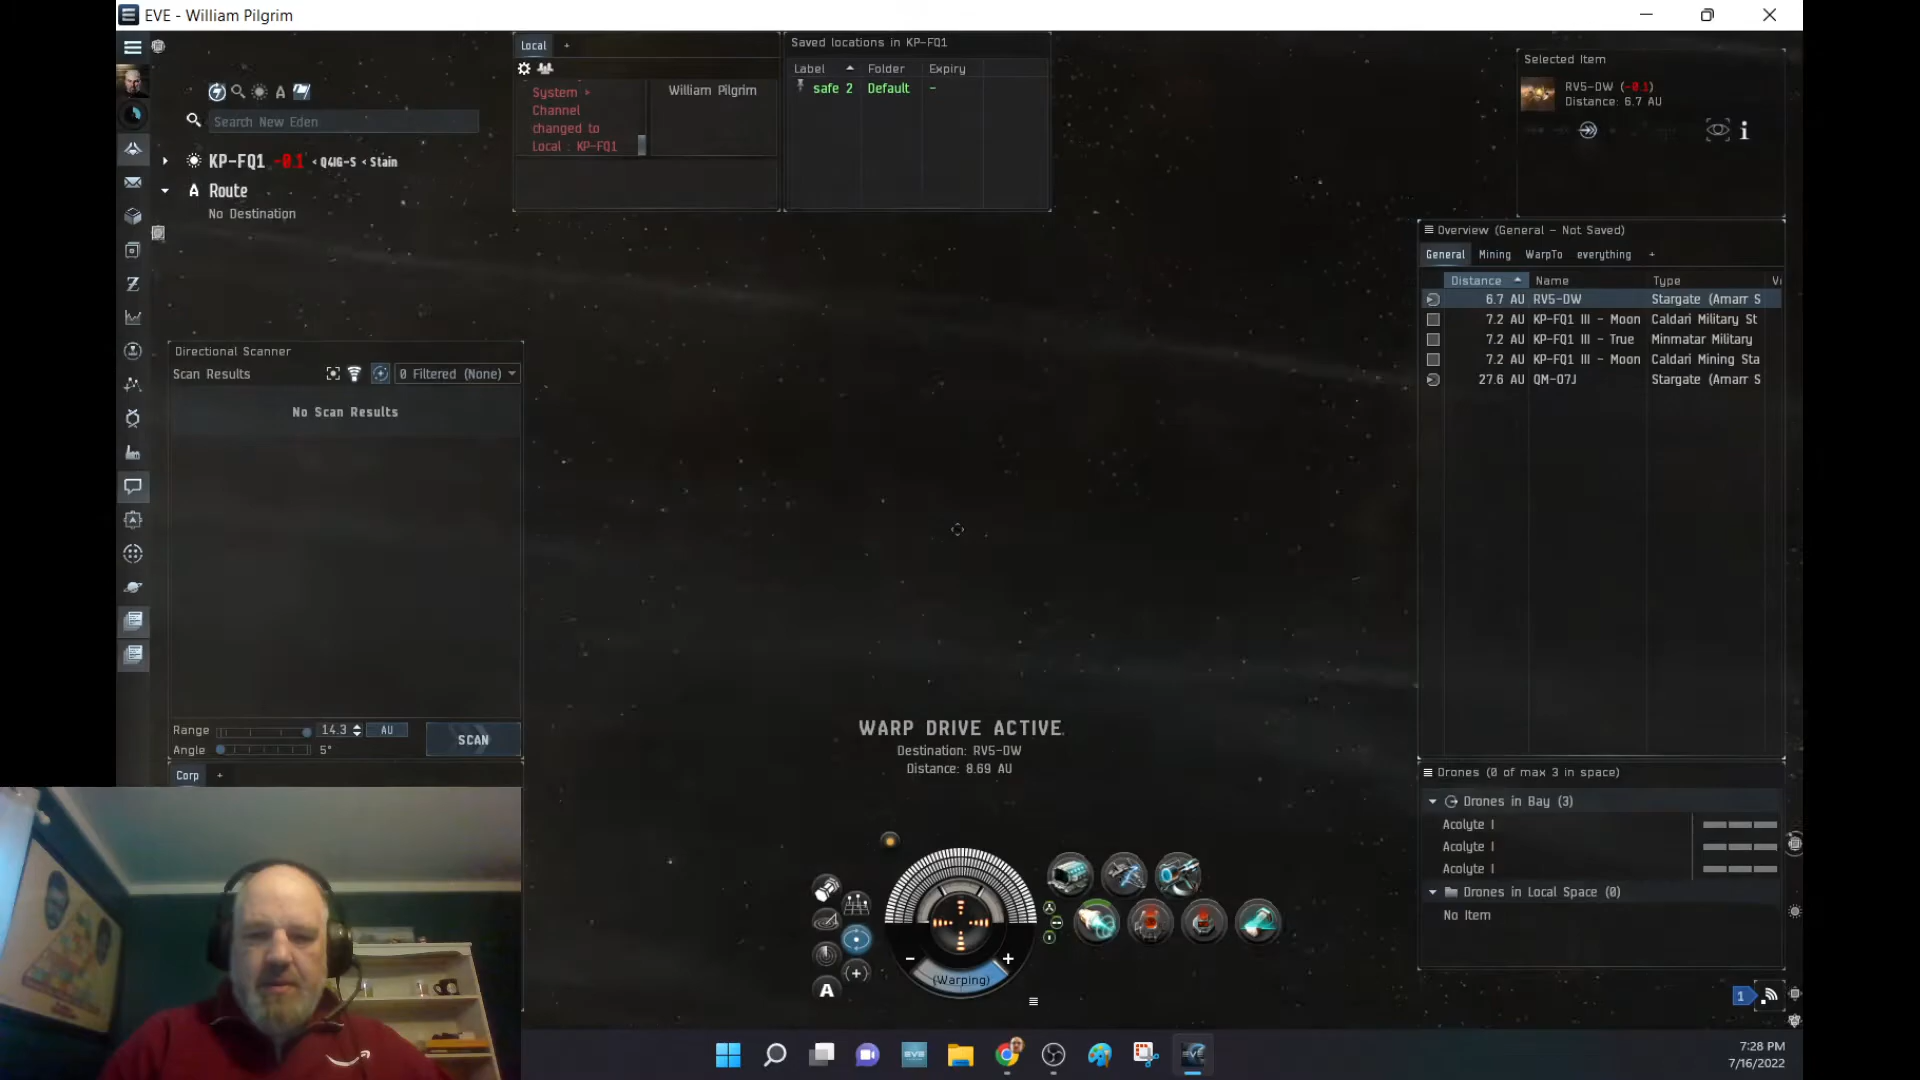 EVE - William Pilgrim
Local +
System ▸
Channel
changed to
Local : KP-FQ1
William Pilgrim
Saved locations in KP-FQ1
Label Folder Expiry
safe 2 Default -
Selected Item
RV5-DW (-0.1)
Distance: 6.7 AU
Search New Eden
KP-FQ1 -0.1 < Q4IG-S < Stain
Route
No Destination
Overview (General - Not Saved)
General Mining WarpTo everything +
Distance Name Type
6.7 AU RV5-DW Stargate (Amarr S
7.2 AU KP-FQ1 III - Moon Caldari Military St
7.2 AU KP-FQ1 III - True Minmatar Military
7.2 AU KP-FQ1 III - Moon Caldari Mining Sta
27.6 AU QM-O7J Stargate (Amarr S
Directional Scanner
Scan Results 0 Filtered (None)
No Scan Results
Range 14.3 AU
Angle 5°
SCAN
Corp +
WARP DRIVE ACTIVE
Destination: RV5-DW
Distance: 8.69 AU
(Warping)
Drones (0 of max 3 in space)
Drones in Bay (3)
Acolyte I
Acolyte I
Acolyte I
Drones in Local Space (0)
No Item
1
7:28 PM
7/16/2022